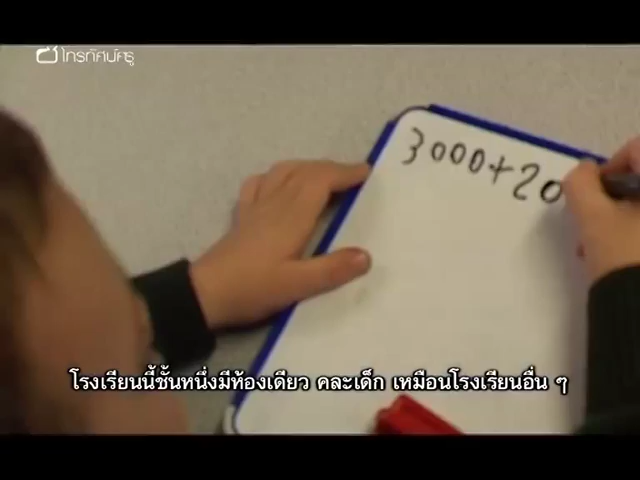 โทรทัศน์ครู
3000+20
โรงเรียนนี้ชั้นหนึ่งมีห้องเดียว คละเด็ก เหมือนโรงเรียนอื่น ๆ